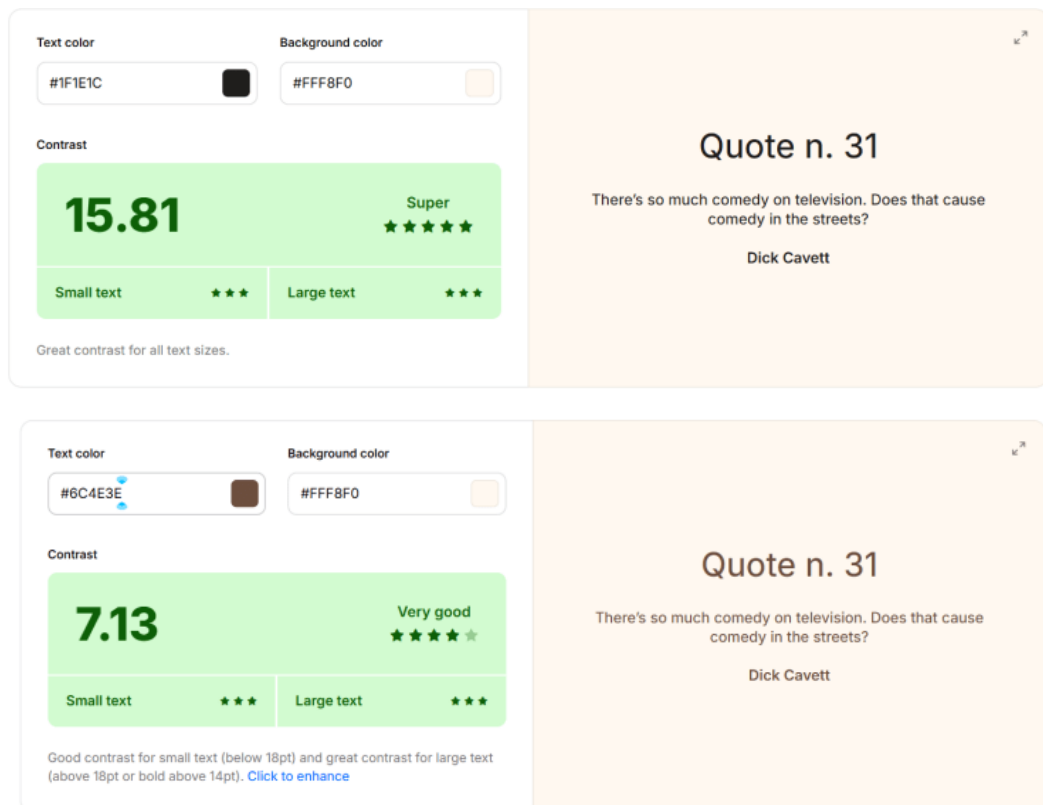 Text color
Background color
#1F1E1C
#FFF8F0
Contrast
15.81
Super
Small text
Large text
Great contrast for all text sizes.
Quote n. 31
There's so much comedy on television. Does that cause
comedy in the streets?
Dick Cavett
Text color
Background color
#6C4E3E
#FFF8F0
Contrast
7.13
Very good
Small text
Large text
Good contrast for small text (below 18pt) and great contrast for large text
(above 18pt or bold above 14pt). Click to enhance
Quote n. 31
There's so much comedy on television. Does that cause
comedy in the streets?
Dick Cavett